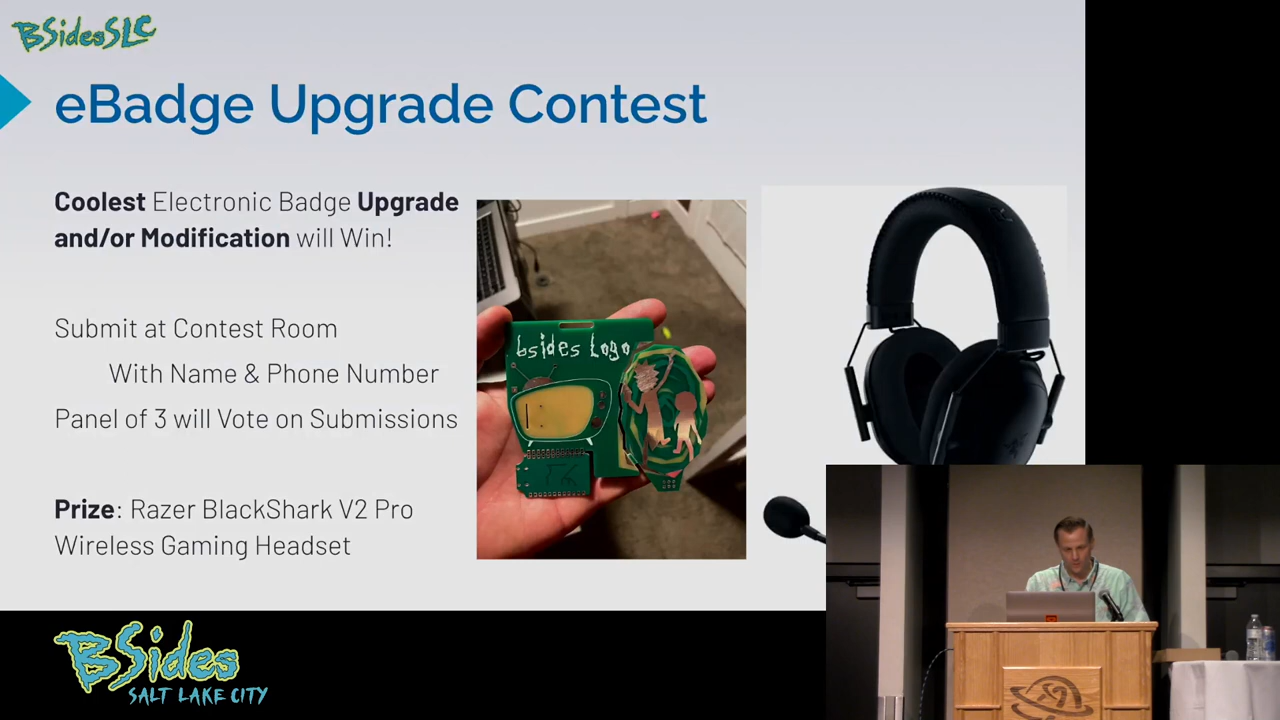 BSidesSLC
eBadge Upgrade Contest
Coolest Electronic Badge Upgrade
and/or Modification will Win!
bsides Logo
Submit at Contest Room
With Name & Phone Number
Panel of 3 will Vote on Submissions
Prize: Razer BlackShark V2 Pro
Wireless Gaming Headset
BSides
SALT LAKE CITY